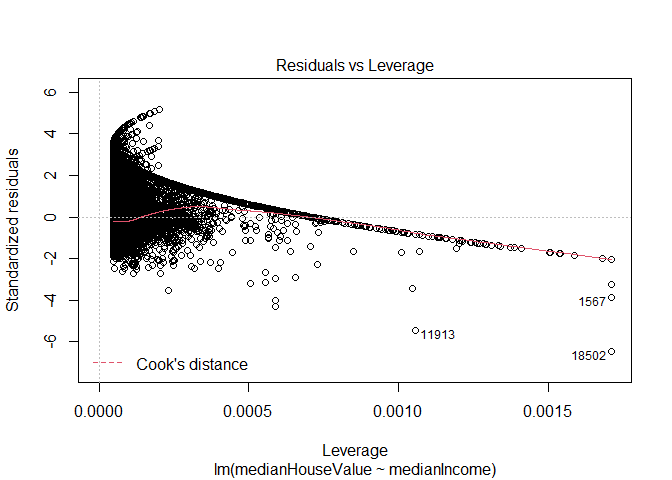 Residuals vs Leverage
Standardized residuals
6
4
2
0
-2
-4
-6
1567
11913
18502
Cook's distance
0.0000
0.0005
0.0010
0.0015
Leverage
lm(medianHouseValue ~ medianIncome)